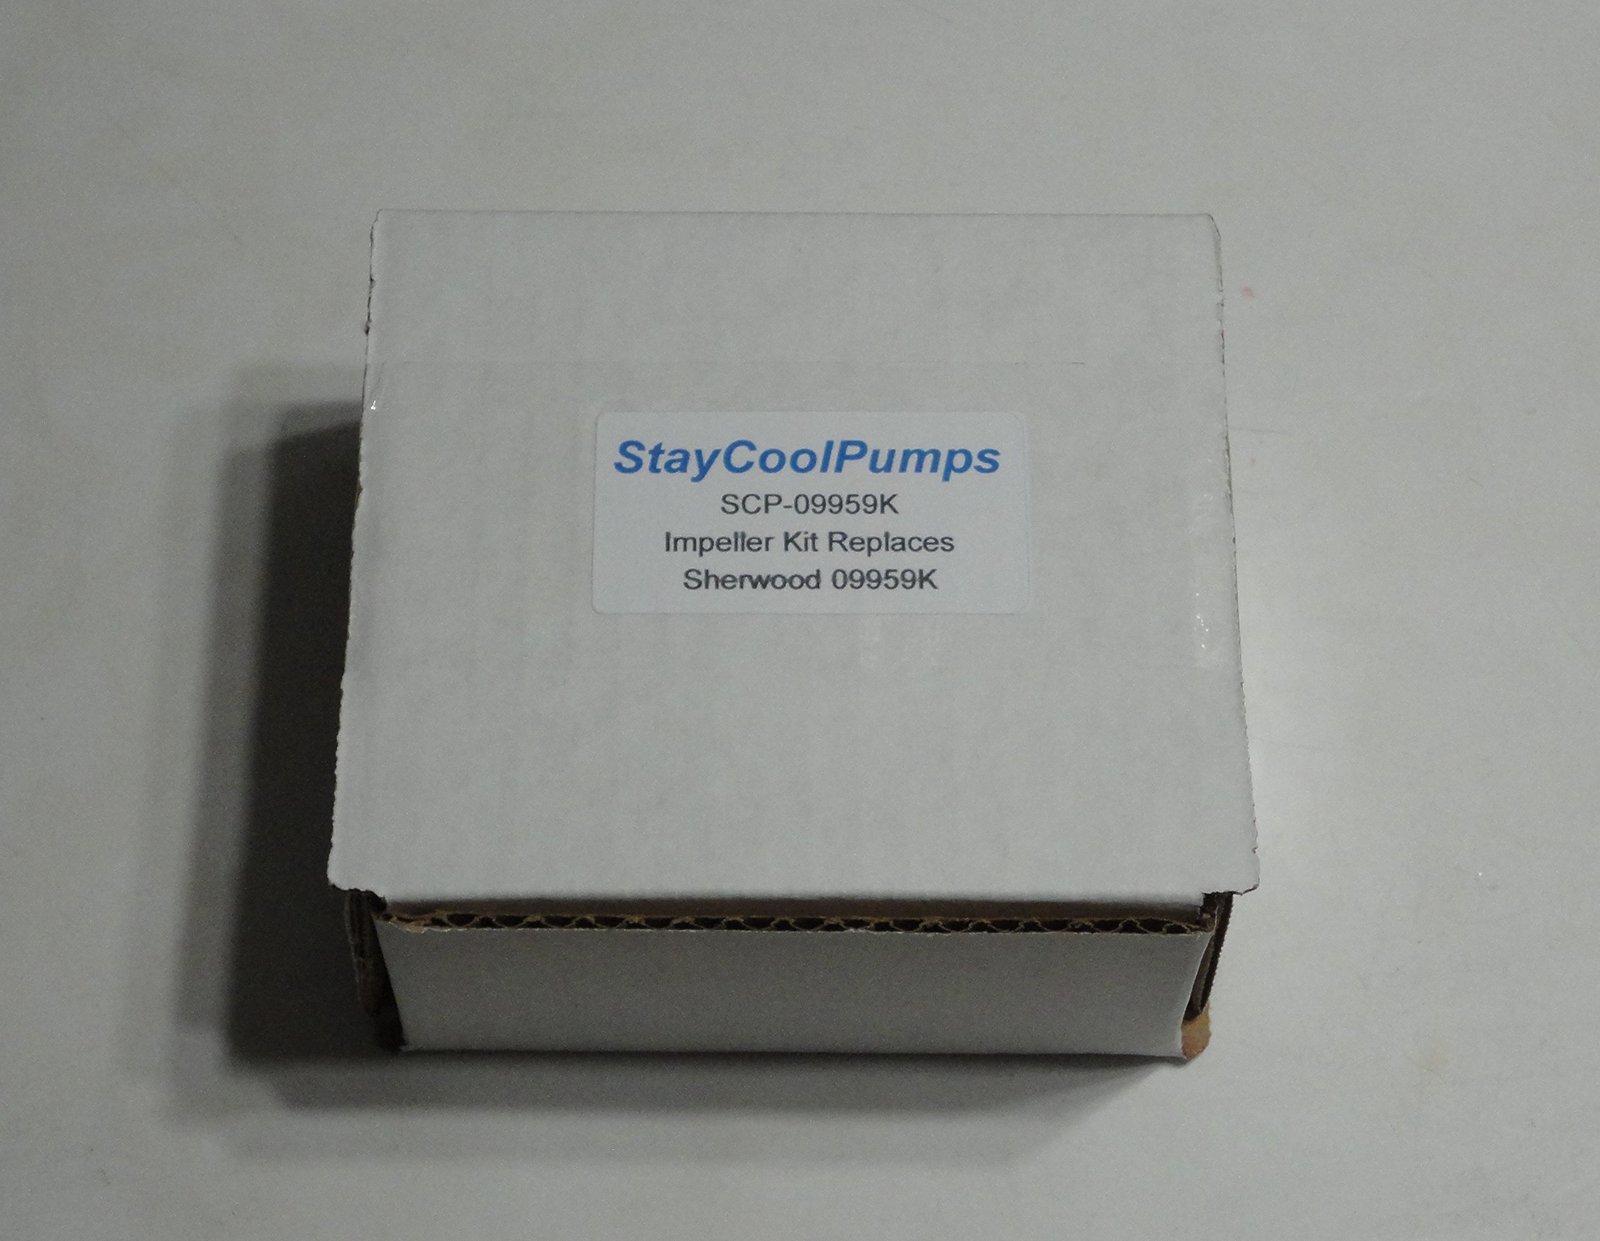 StayCoolPumps
SCP-09959K
Impeller Kit Replaces
Sherwood 09959K